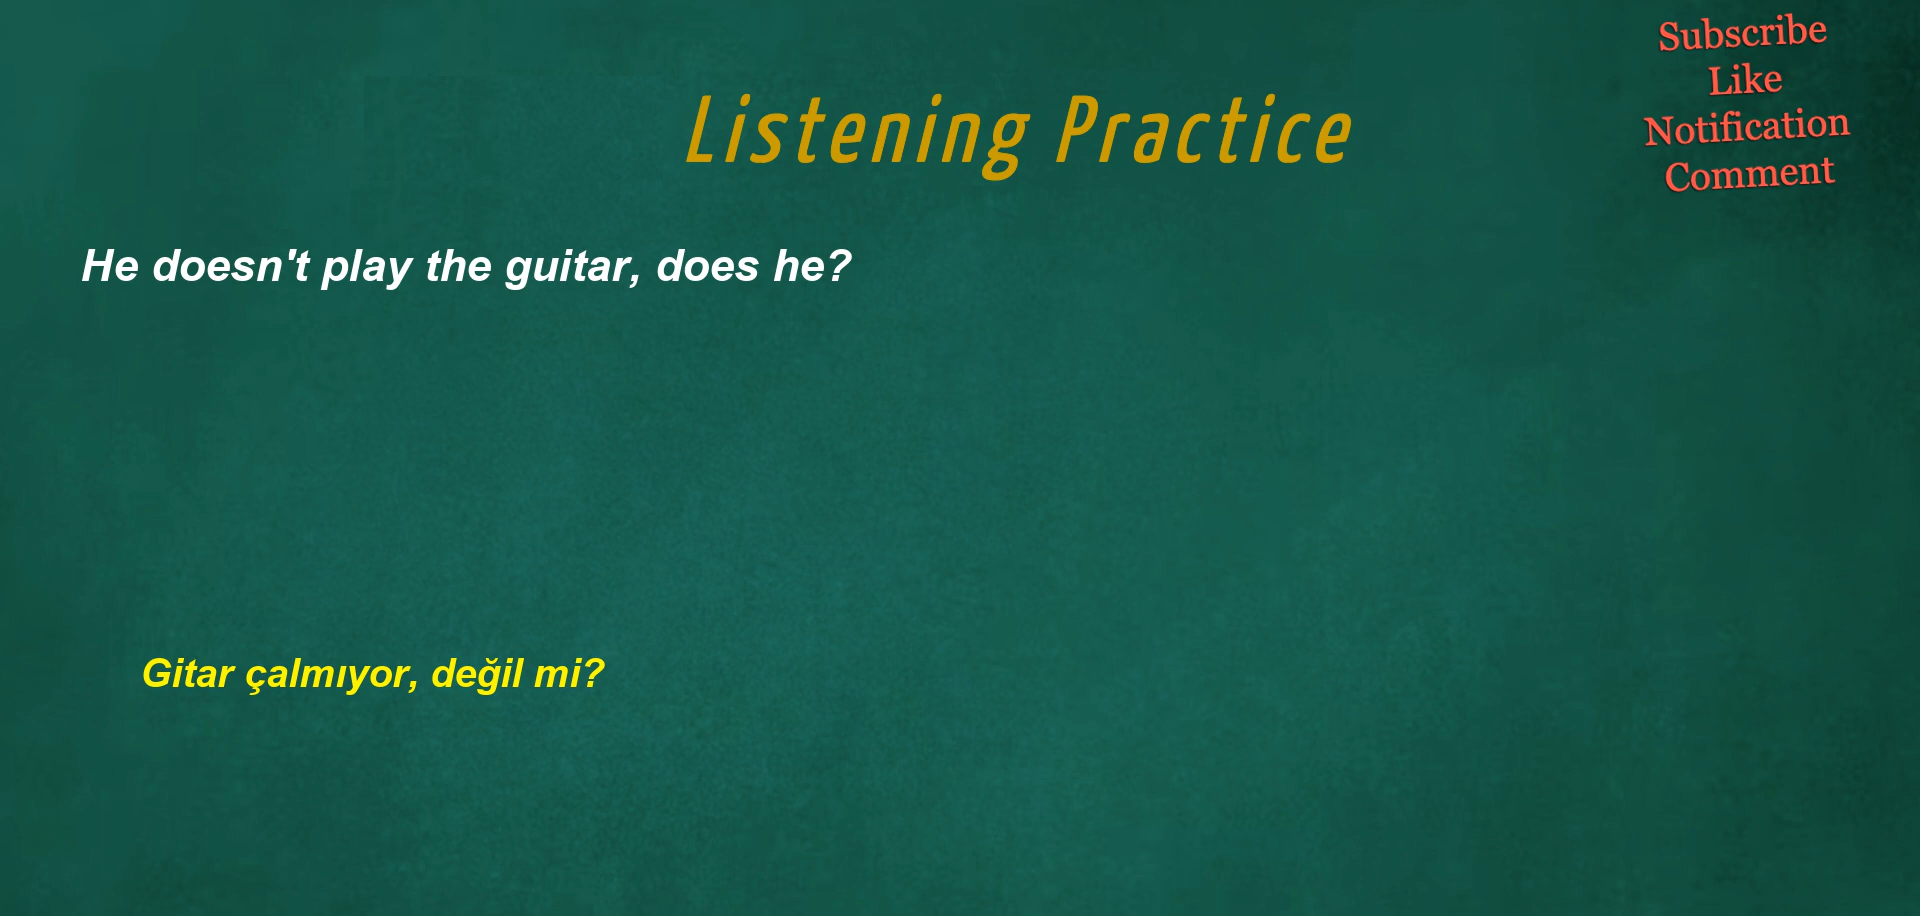 Subscribe
Like
Notification
Comment
Listening Practice
He doesn't play the guitar, does he?
Gitar çalmıyor, değil mi?